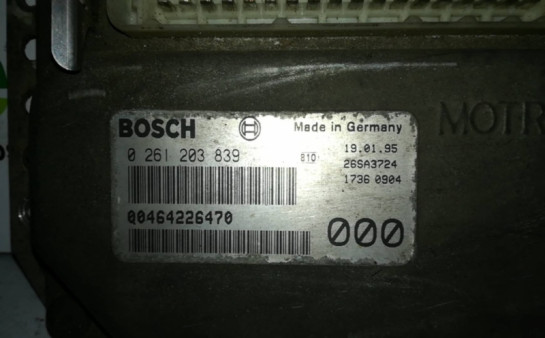 BOSCH
Made in Germany
0 261 203 839
810
19.01.95
26SA3724
1736 0904
00464226470
000
MOTR